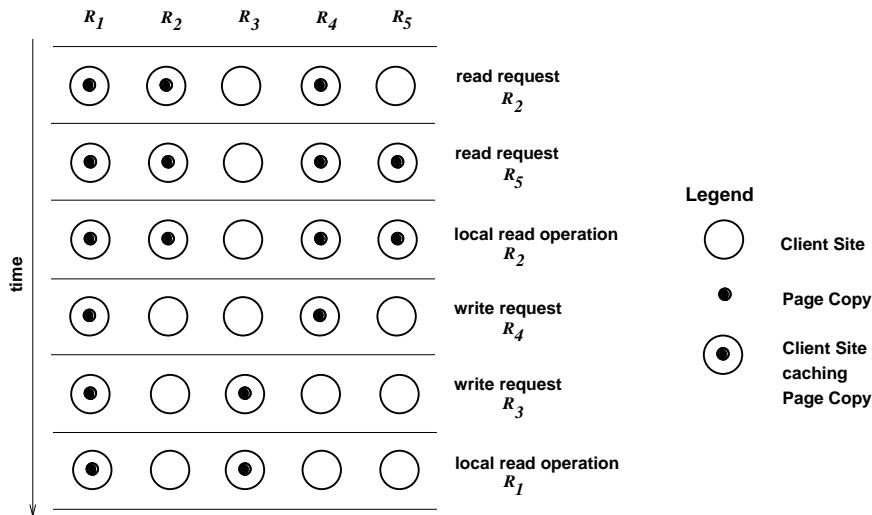 R1 R2 R3 R4 R5
read request
R2
read request
R5
local read operation
R2
write request
R4
write request
R3
local read operation
R1
time
Legend
Client Site
Page Copy
Client Site
caching
Page Copy